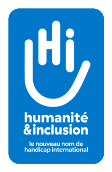 Hi
humanité
&inclusion
le nouveau nom de
handicap international